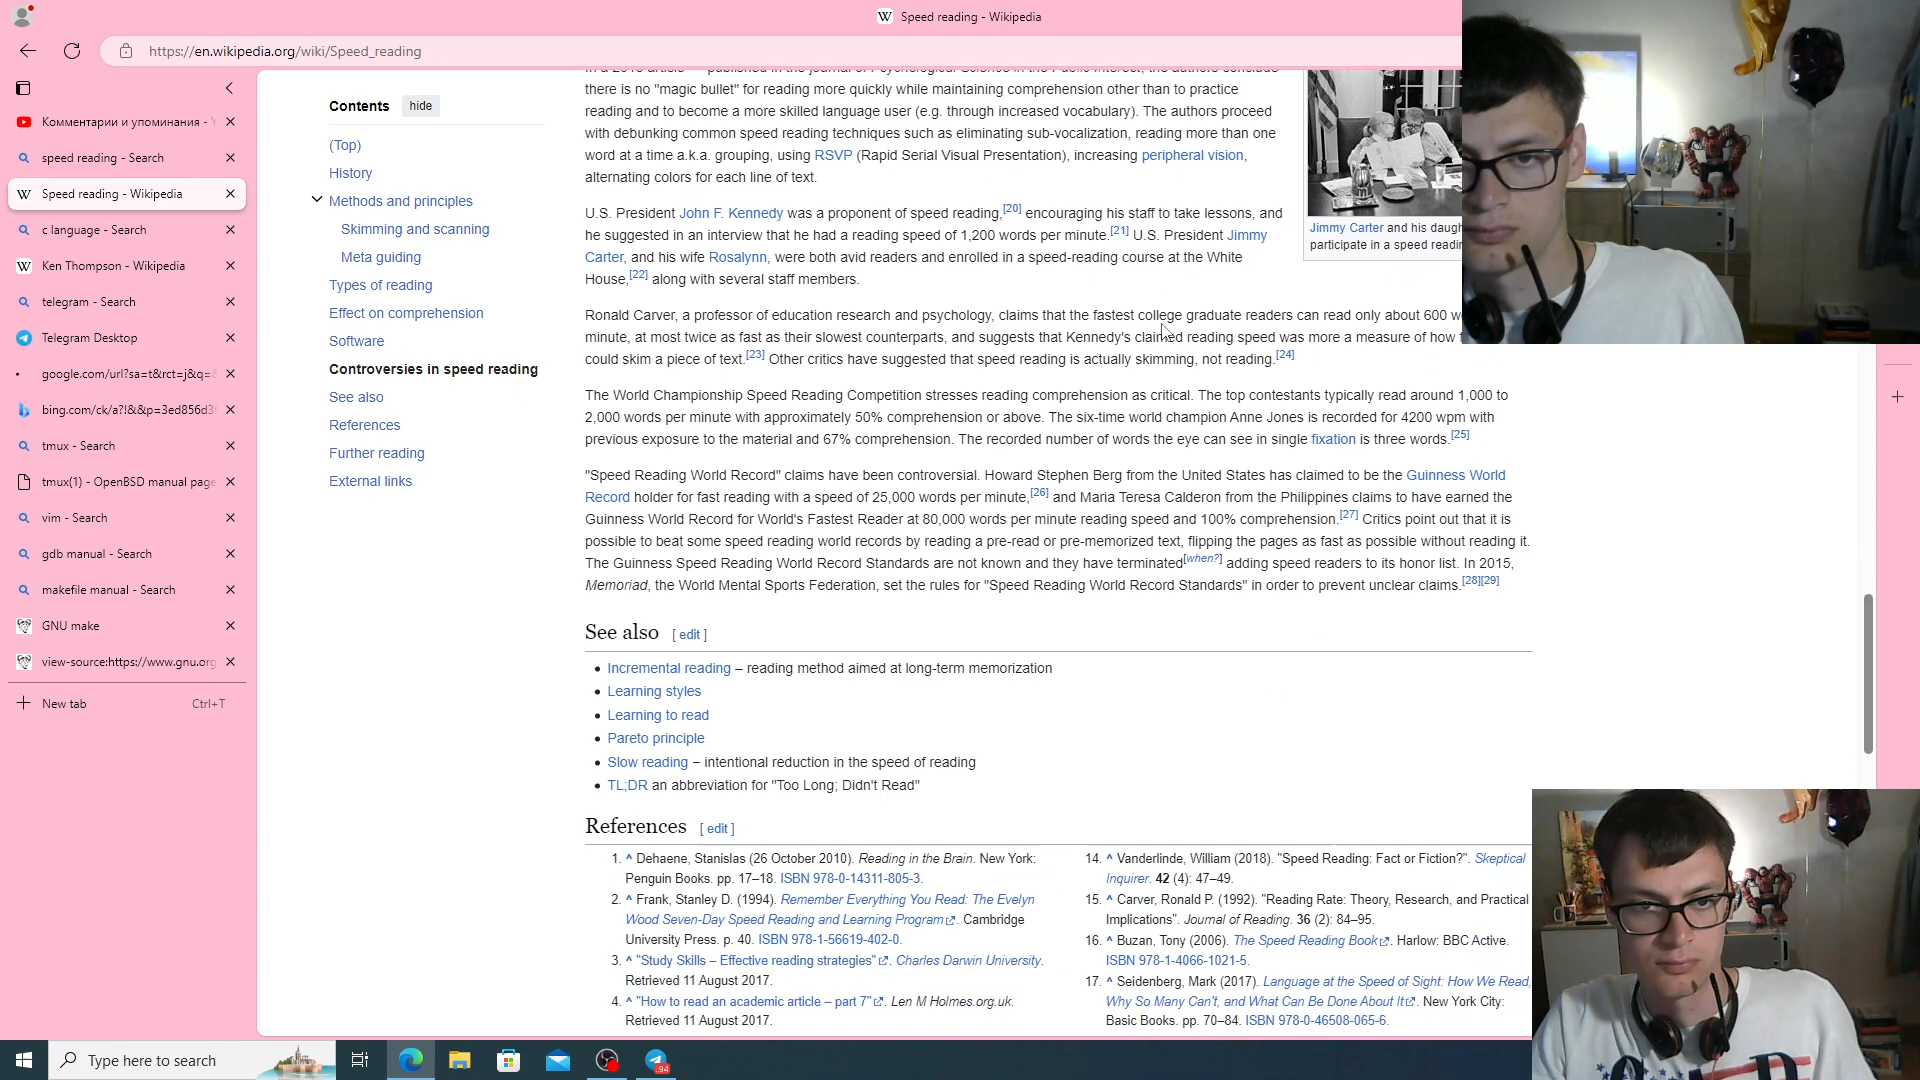 Speed reading - Wikipedia
https://en.wikipedia.org/wiki/Speed_reading
Комментарии и упоминания -
speed reading - Search
Speed reading - Wikipedia
c language - Search
Ken Thompson - Wikipedia
telegram - Search
Telegram Desktop
google.com/url?sa=t&rct=j&q=&
bing.com/ck/a?!&&p=3ed856d3
tmux - Search
tmux(1) - OpenBSD manual page
vim - Search
gdb manual - Search
makefile manual - Search
GNU make
view-source:https://www.gnu.org
New tab Ctrl+T
Contents hide
(Top)
History
Methods and principles
Skimming and scanning
Meta guiding
Types of reading
Effect on comprehension
Software
Controversies in speed reading
See also
References
Further reading
External links
there is no "magic bullet" for reading more quickly while maintaining comprehension other than to practice
reading and to become a more skilled language user (e.g. through increased vocabulary). The authors proceed
with debunking common speed reading techniques such as eliminating sub-vocalization, reading more than one
word at a time a.k.a. grouping, using RSVP (Rapid Serial Visual Presentation), increasing peripheral vision,
alternating colors for each line of text.
Jimmy Carter and his daugh
participate in a speed readin
U.S. President John F. Kennedy was a proponent of speed reading,[20] encouraging his staff to take lessons, and
he suggested in an interview that he had a reading speed of 1,200 words per minute.[21] U.S. President Jimmy
Carter, and his wife Rosalynn, were both avid readers and enrolled in a speed-reading course at the White
House,[22] along with several staff members.
Ronald Carver, a professor of education research and psychology, claims that the fastest college graduate readers can read only about 600 w
minute, at most twice as fast as their slowest counterparts, and suggests that Kennedy's claimed reading speed was more a measure of how
could skim a piece of text.[23] Other critics have suggested that speed reading is actually skimming, not reading.[24]
The World Championship Speed Reading Competition stresses reading comprehension as critical. The top contestants typically read around 1,000 to
2,000 words per minute with approximately 50% comprehension or above. The six-time world champion Anne Jones is recorded for 4200 wpm with
previous exposure to the material and 67% comprehension. The recorded number of words the eye can see in single fixation is three words.[25]
"Speed Reading World Record" claims have been controversial. Howard Stephen Berg from the United States has claimed to be the Guinness World
Record holder for fast reading with a speed of 25,000 words per minute,[26] and Maria Teresa Calderon from the Philippines claims to have earned the
Guinness World Record for World's Fastest Reader at 80,000 words per minute reading speed and 100% comprehension.[27] Critics point out that it is
possible to beat some speed reading world records by reading a pre-read or pre-memorized text, flipping the pages as fast as possible without reading it.
The Guinness Speed Reading World Record Standards are not known and they have terminated[when?] adding speed readers to its honor list. In 2015,
Memoriad, the World Mental Sports Federation, set the rules for "Speed Reading World Record Standards" in order to prevent unclear claims.[28][29]
See also [ edit ]
Incremental reading – reading method aimed at long-term memorization
Learning styles
Learning to read
Pareto principle
Slow reading − intentional reduction in the speed of reading
TL;DR an abbreviation for "Too Long; Didn't Read"
References [ edit ]
1. ^ Dehaene, Stanislas (26 October 2010). Reading in the Brain. New York:
Penguin Books. pp. 17–18. ISBN 978-0-14311-805-3.
2. ^ Frank, Stanley D. (1994). Remember Everything You Read: The Evelyn
Wood Seven-Day Speed Reading and Learning Program. Cambridge
University Press. p. 40. ISBN 978-1-56619-402-0.
3. ^ "Study Skills – Effective reading strategies". Charles Darwin University.
Retrieved 11 August 2017.
4. ^ "How to read an academic article – part 7". Len M Holmes.org.uk.
Retrieved 11 August 2017.
14. ^ Vanderlinde, William (2018). "Speed Reading: Fact or Fiction?". Skeptical
Inquirer. 42 (4): 47–49.
15. ^ Carver, Ronald P. (1992). "Reading Rate: Theory, Research, and Practical
Implications". Journal of Reading. 36 (2): 84–95.
16. ^ Buzan, Tony (2006). The Speed Reading Book. Harlow: BBC Active.
ISBN 978-1-4066-1021-5.
17. ^ Seidenberg, Mark (2017). Language at the Speed of Sight: How We Read,
Why So Many Can't, and What Can Be Done About It. New York City:
Basic Books. pp. 70–84. ISBN 978-0-46508-065-6.
Type here to search
94